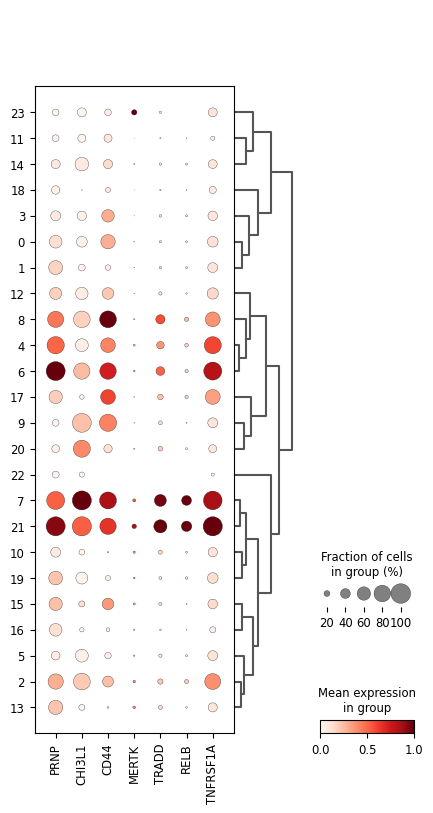 23
11
14
18
3
0
1
12
8
4
6
17
9
20
22
7
21
10
19
15
16
5
2
13
PRNP
CHI3L1
CD44
MERTK
TRADD
RELB
TNFRSF1A
Fraction of cells
in group (%)
20 40 60 80 100
Mean expression
in group
0.0 0.5 1.0